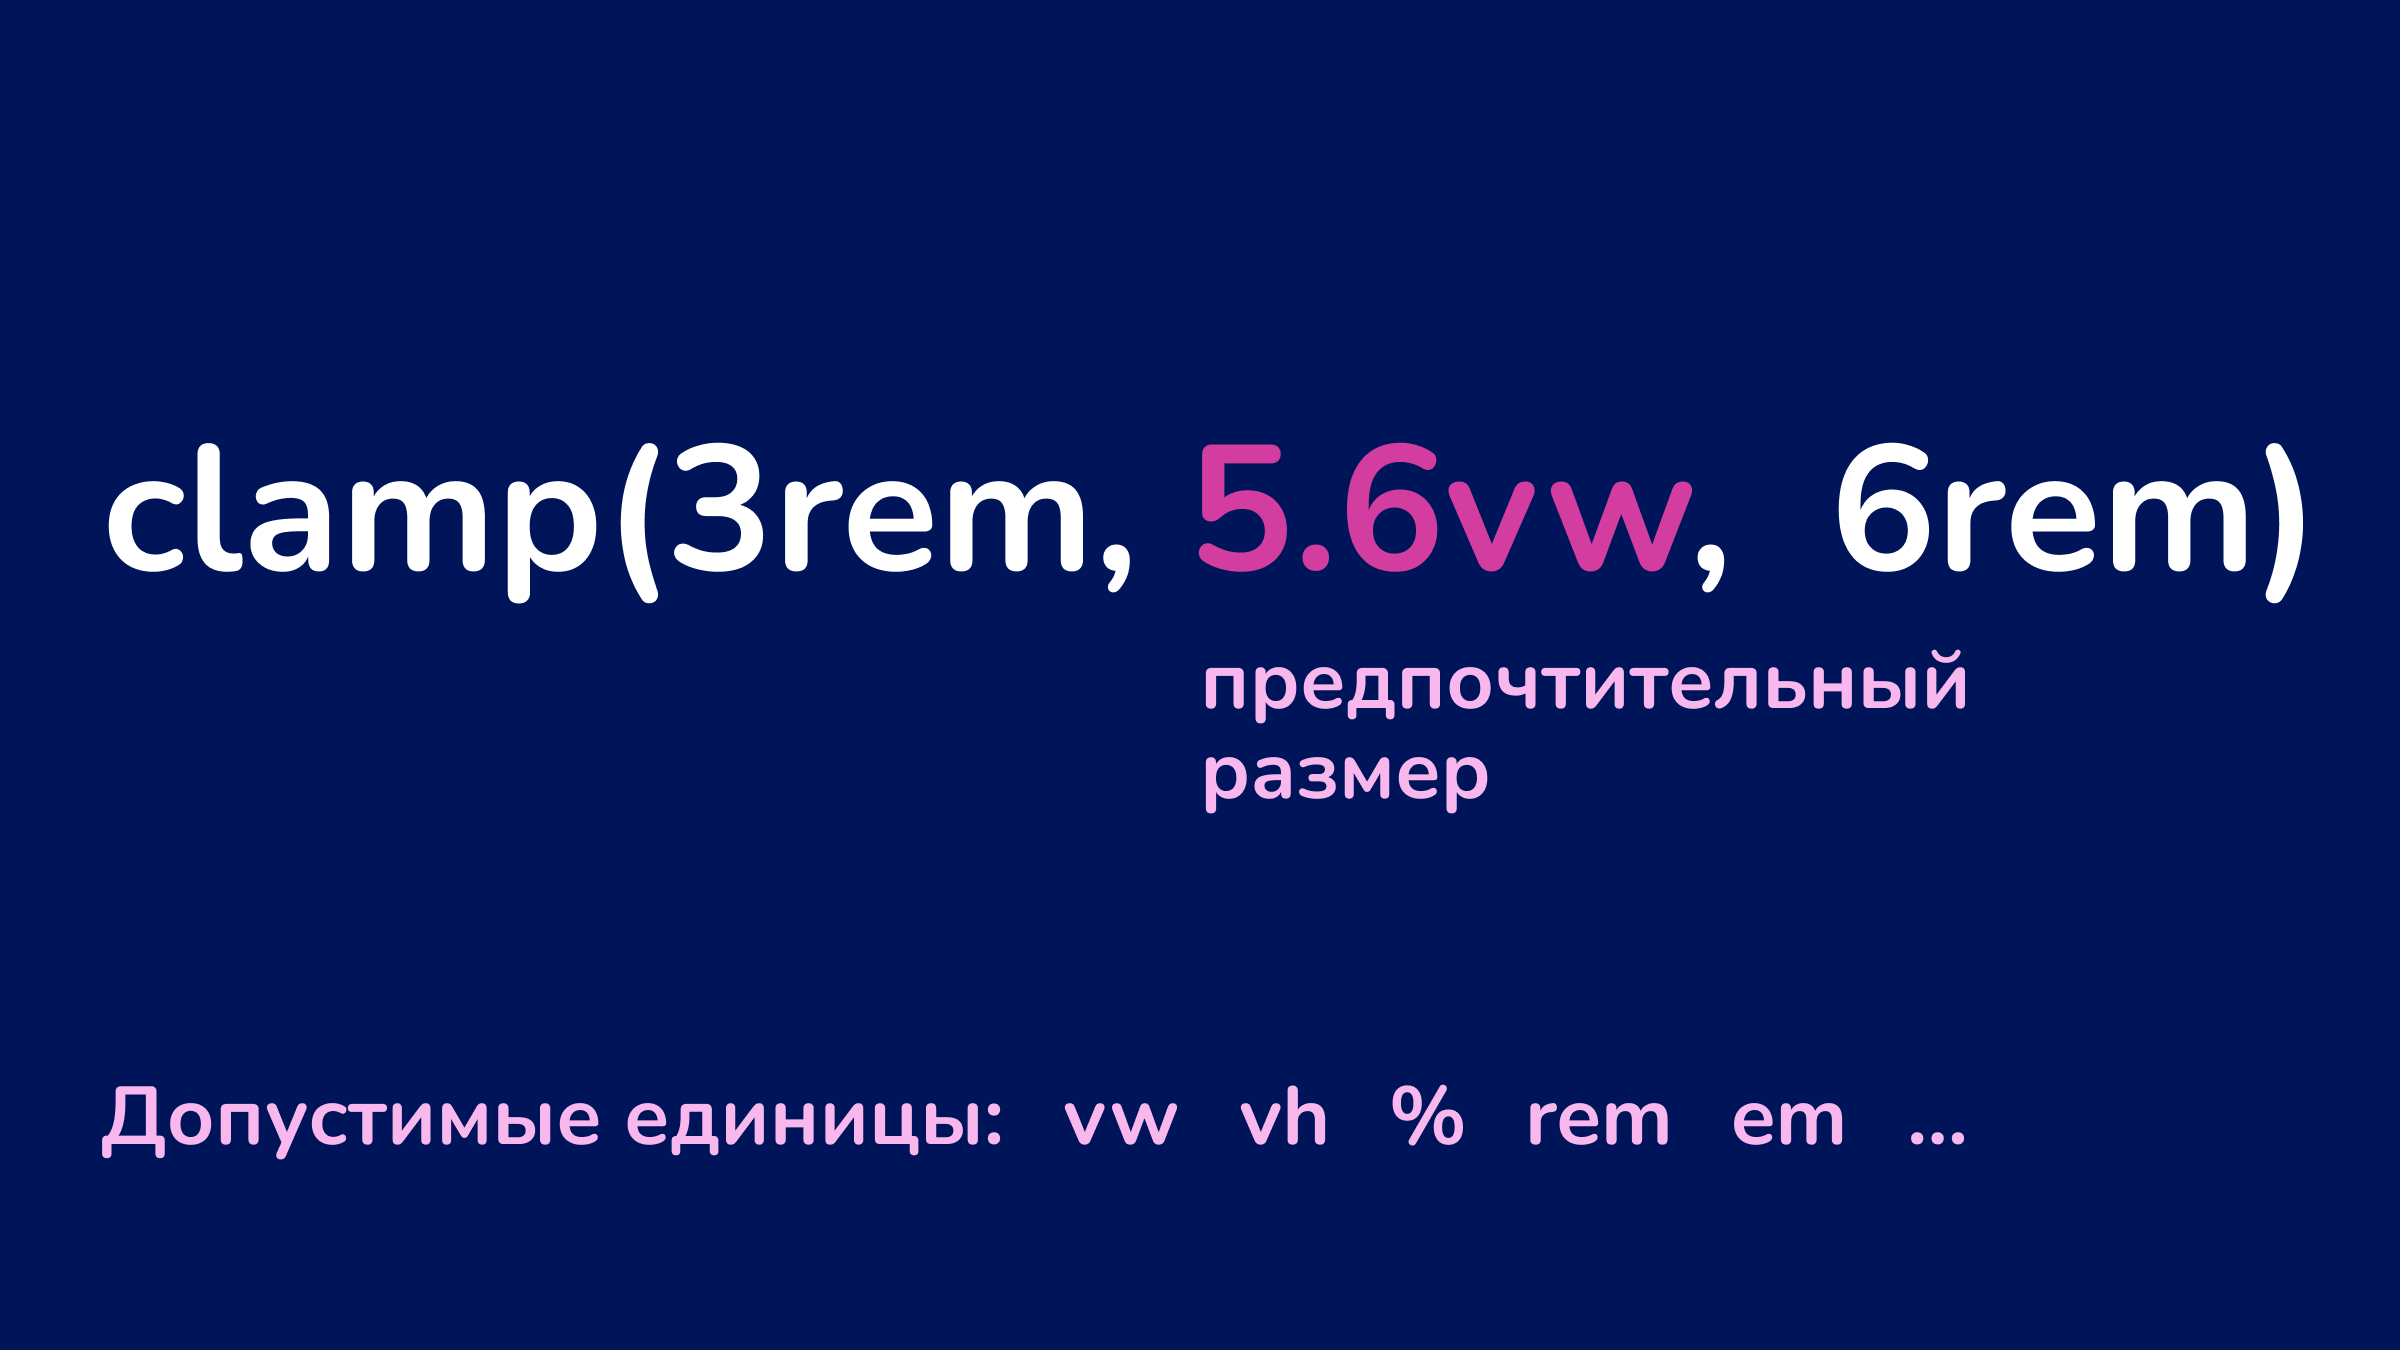 clamp(3rem, 5.6vw, 6rem)
предпочтительный
размер
Допустимые единицы: vw vh % rem em ...